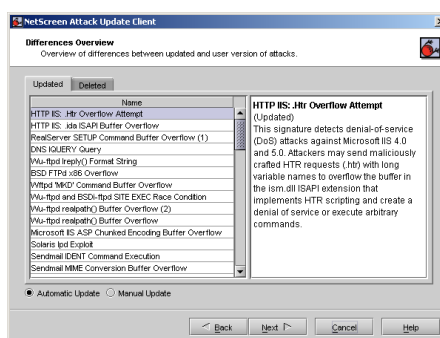 NetScreen Attack Update Client
Differences Overview
Overview of differences between updated and user version of attacks.
Updated
Deleted
Name
HTTP IIS: .Htr Overflow Attempt
HTTP IIS: .ida ISAPI Buffer Overflow
RealServer SETUP Command Buffer Overflow (1)
DNS IQUERY Query
Wu-ftpd lreply() Format String
BSD FTPd x86 Overflow
Wftpd 'MKD' Command Buffer Overflow
Wu-ftpd and BSDi-ftpd SITE EXEC Race Condition
Wu-ftpd realpath() Buffer Overflow (2)
Wu-ftpd realpath() Buffer Overflow
Microsoft IIS ASP Chunked Encoding Buffer Overflow
Solaris lpd Exploit
Sendmail IDENT Command Execution
Sendmail MIME Conversion Buffer Overflow
HTTP IIS: .Htr Overflow Attempt
(Updated)
This signature detects denial-of-service
(DoS) attacks against Microsoft IIS 4.0
and 5.0. Attackers may send maliciously
crafted HTR requests (.htr) with long
variable names to overflow the buffer in
the ism.dll ISAPI extension that
implements HTR scripting and create a
denial of service or execute arbitrary
commands.
Automatic Update
Manual Update
Back
Next
Cancel
Help